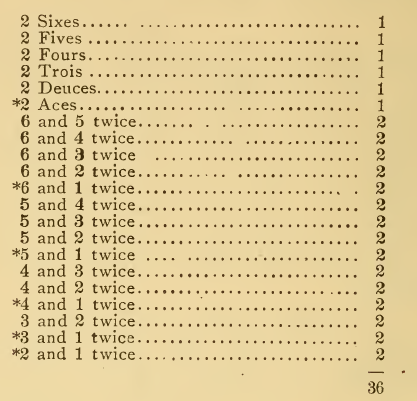 2 Sixes...... ............................ 1
2 Fives ................................ 1
2 Fours.................................. 1
2 Trois ................................ 1
2 Deuces................................ 1
*2 Aces..................... .............. 1
6 and 5 twice....... .................... 2
6 and 4 twice............. ............... 2
6 and 3 twice .......................... 2
6 and 2 twice............................ 2
*6 and 1 twice............................ 2
5 and 4 twice............................ 2
5 and 3 twice............................ 2
5 and 2 twice............................ 2
*5 and 1 twice .... ..................... 2
4 and 3 twice............................ 2
4 and 2 twice............................ 2
*4 and 1 twice............................ 2
3 and 2 twice............................ 2
*3 and 1 twice............................ 2
*2 and 1 twice............................ 2
36